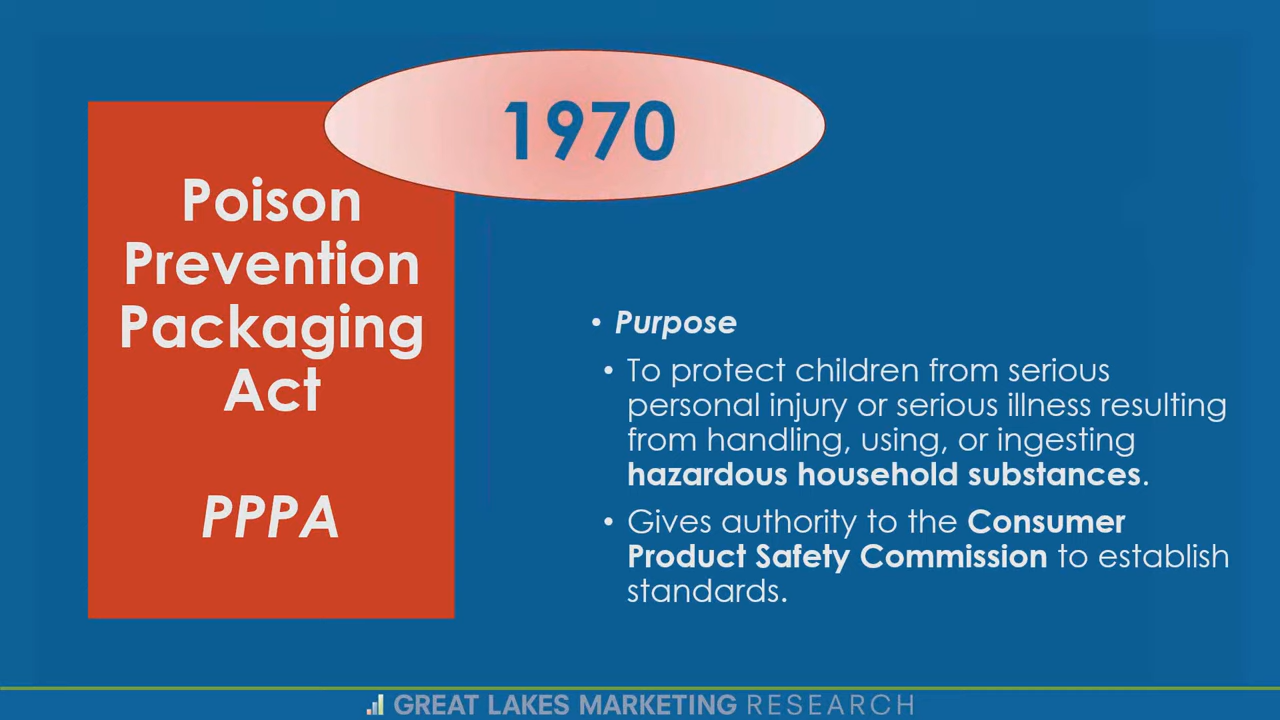 1970
Poison
Prevention
Packaging
Act
PPPA
• Purpose
• To protect children from serious
personal injury or serious illness resulting
from handling, using, or ingesting
hazardous household substances.
• Gives authority to the Consumer
Product Safety Commission to establish
standards.
GREAT LAKES MARKETING RESEARCH